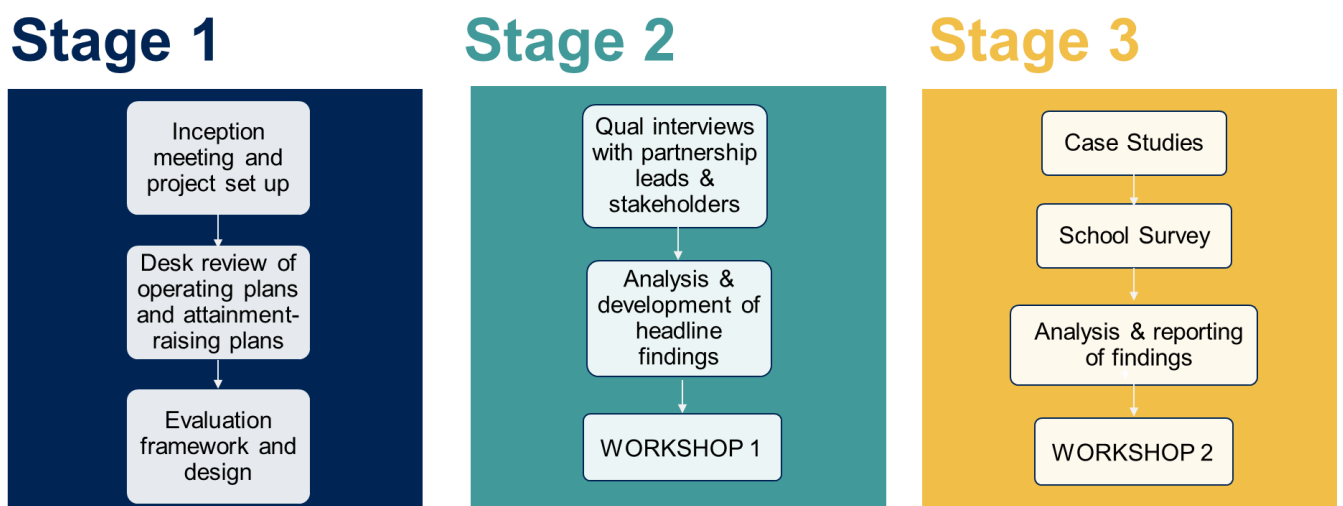 Stage 1
Inception
meeting and
project set up
Desk review of
operating plans
and attainment-
raising plans
Evaluation
framework and
design
Stage 2
Qual interviews
with partnership
leads &
stakeholders
Analysis &
development of
headline
findings
WORKSHOP 1
Stage 3
Case Studies
School Survey
Analysis & reporting
of findings
WORKSHOP 2